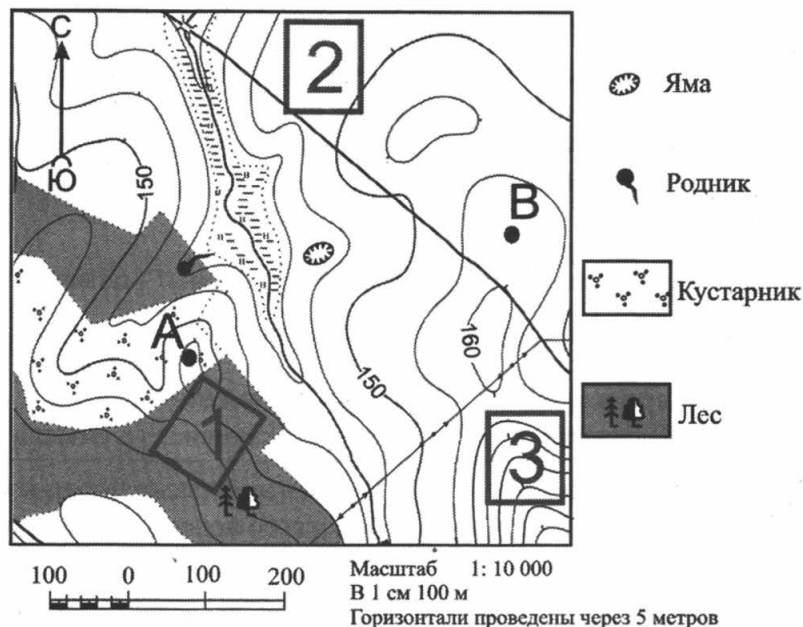 С
Ю
2
150
В
А
160
150
1
3
Яма
Родник
Кустарник
Лес
100 0 100 200
Масштаб 1: 10 000
В 1 см 100 м
Горизонтали проведены через 5 метров